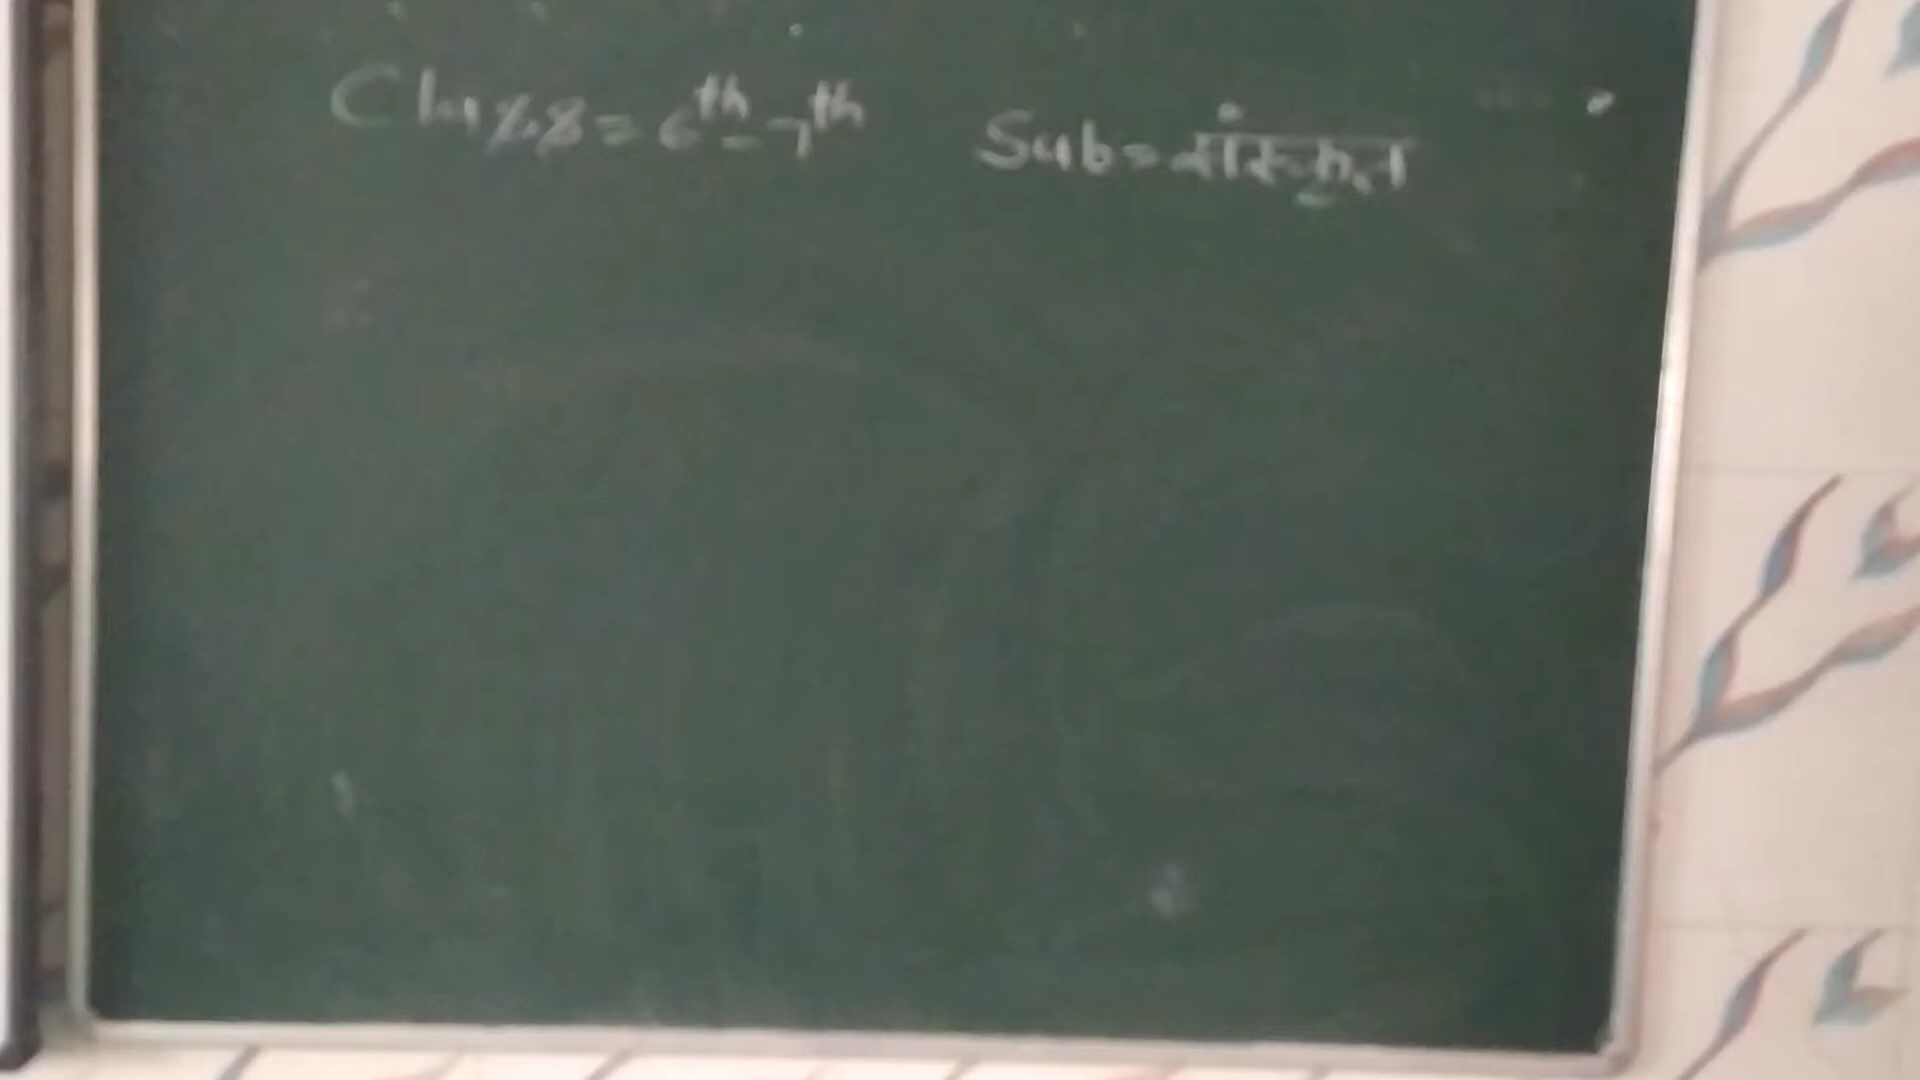 Class = 6th - 7th Sub = संस्कृत